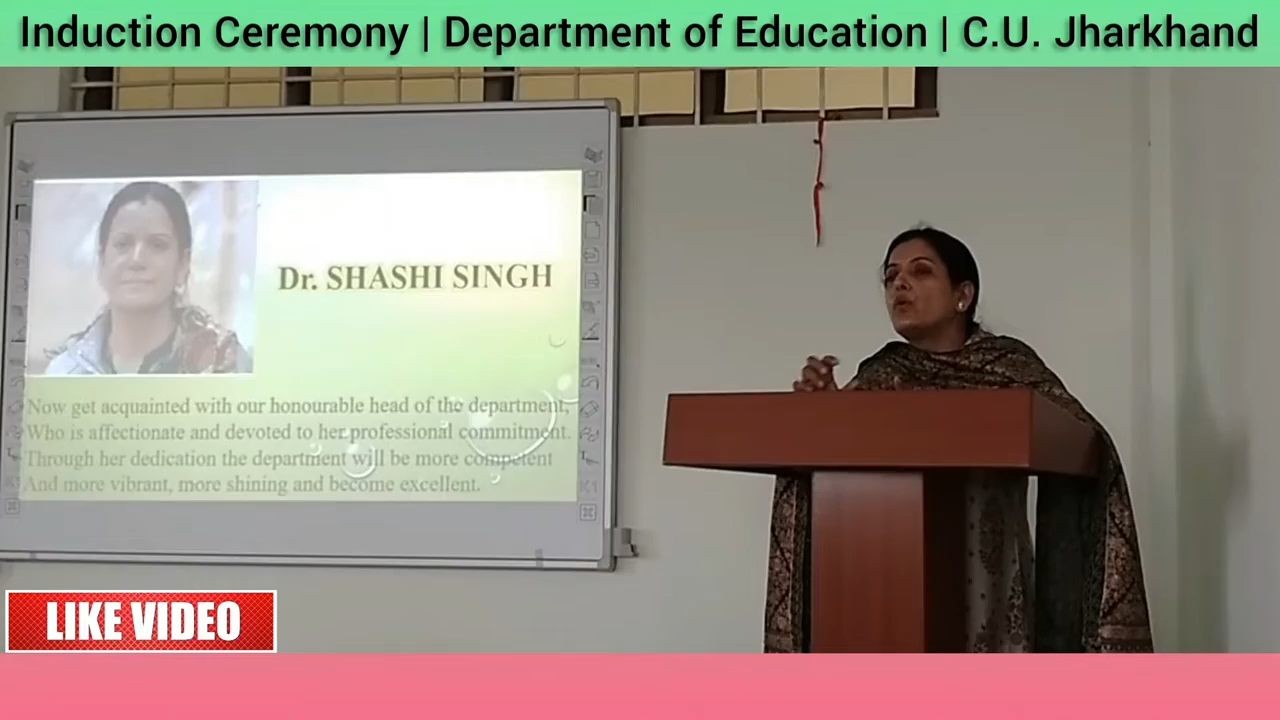 Induction Ceremony | Department of Education | C.U. Jharkhand
Dr. SHASHI SINGH
Now get acquainted with our honourable head of the department,
Who is affectionate and devoted to her professional commitment.
Through her dedication the department will be more competent
And more vibrant, more shining and become excellent.
LIKE VIDEO